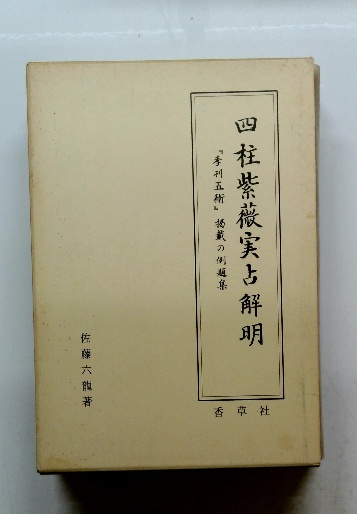 四柱紫薇実占解明
『季刊五術』掲載の例題集
佐藤六龍著
香草社